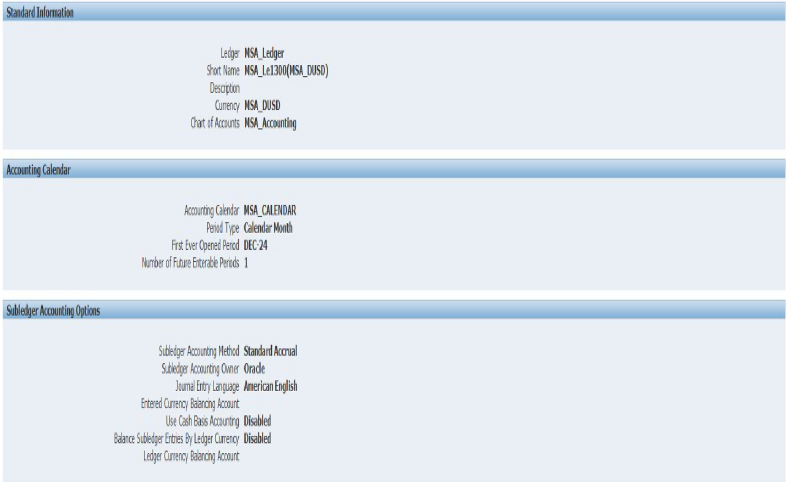 Standard Information
Ledger MSA_Ledger
Short Name MSA_Le1300(MSA_DUSD)
Description
Currency MSA_DUSD
Chart of Accounts MSA_Accounting
Accounting Calendar
Accounting Calendar MSA_CALENDAR
Period Type Calendar Month
First Ever Opened Period DEC-24
Number of Future Enterable Periods 1
Subledger Accounting Options
Subledger Accounting Method Standard Accrual
Subledger Accounting Owner Oracle
Journal Entry Language American English
Entered Currency Balancing Account
Use Cash Basis Accounting Disabled
Balance Subledger Entries By Ledger Currency Disabled
Ledger Currency Balancing Account